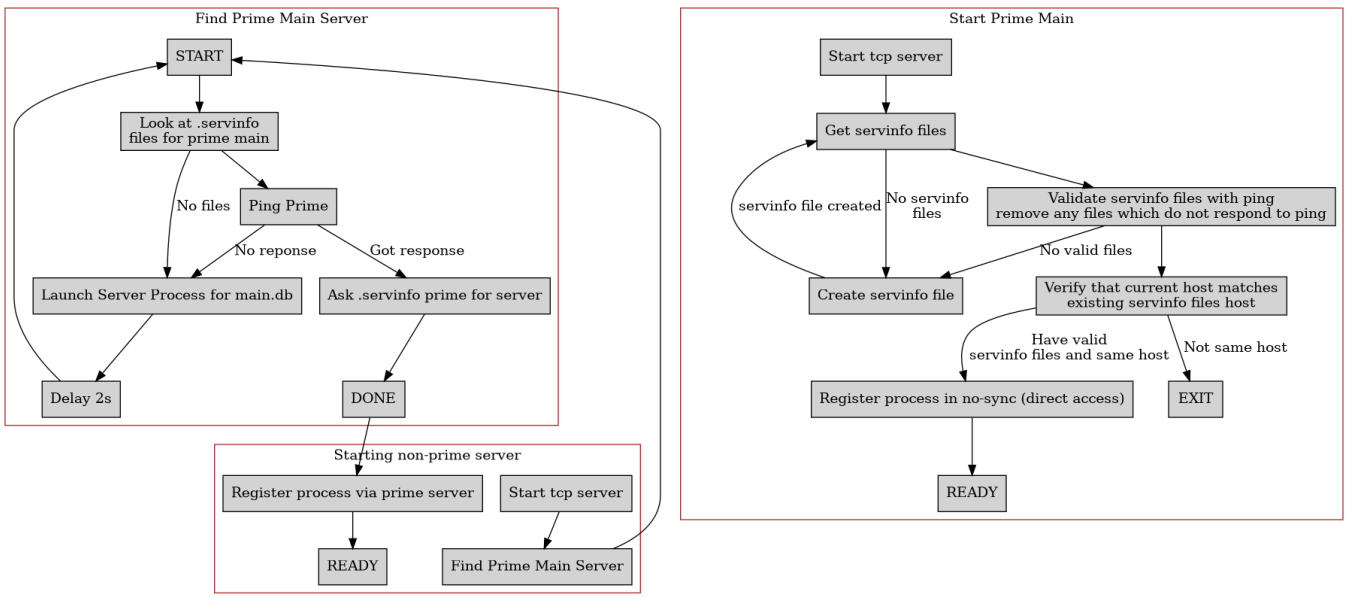 Find Prime Main Server
START
Look at .servinfo
files for prime main
No files
Ping Prime
No reponse
Got response
Launch Server Process for main.db
Ask .servinfo prime for server
Delay 2s
DONE
Starting non-prime server
Register process via prime server
Start tcp server
READY
Find Prime Main Server
Start Prime Main
Start tcp server
Get servinfo files
servinfo file created
No servinfo
files
Validate servinfo files with ping
remove any files which do not respond to ping
No valid files
Create servinfo file
Verify that current host matches
existing servinfo files host
Have valid
servinfo files and same host
Not same host
Register process in no-sync (direct access)
EXIT
READY